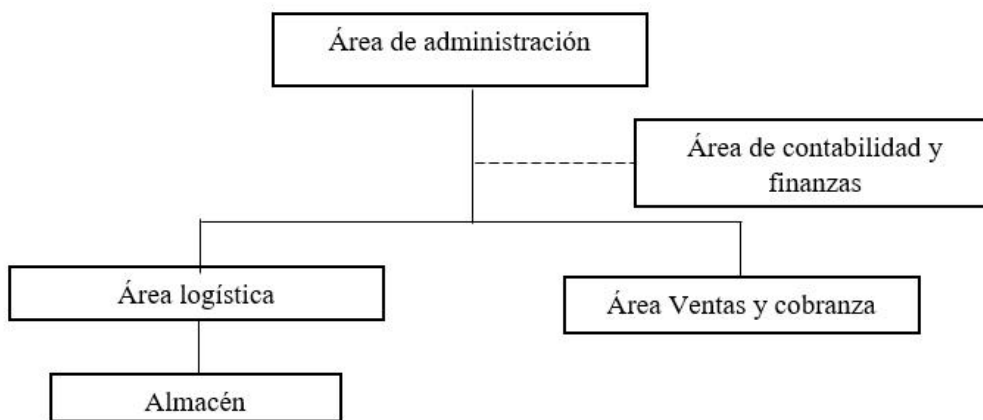 Área de administración
Área de contabilidad y
finanzas
Área logística
Área Ventas y cobranza
Almacén